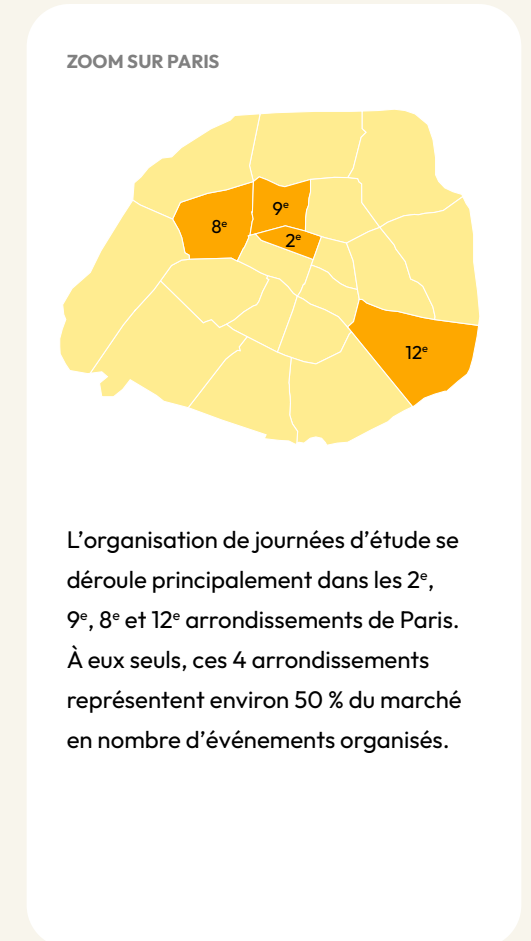 ZOOM SUR PARIS
9ᵉ
8ᵉ
2ᵉ
12ᵉ
L’organisation de journées d’étude se
déroule principalement dans les 2ᵉ,
9ᵉ, 8ᵉ et 12ᵉ arrondissements de Paris.
À eux seuls, ces 4 arrondissements
représentent environ 50 % du marché
en nombre d’événements organisés.